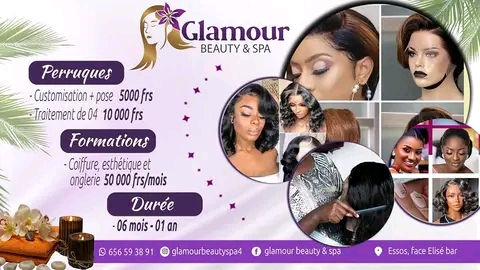 Glamour
BEAUTY & SPA
Perruques
- Customisation + pose 5000 frs
- Traitement de 04 10 000 frs
Formations
- Coiffure, esthétique et
onglerie 50 000 frs/mois
Durée
- 06 mois - 01 an
656 59 38 91 glamourbeautyspa4 glamour beauty & spa Essos, face Elisé bar